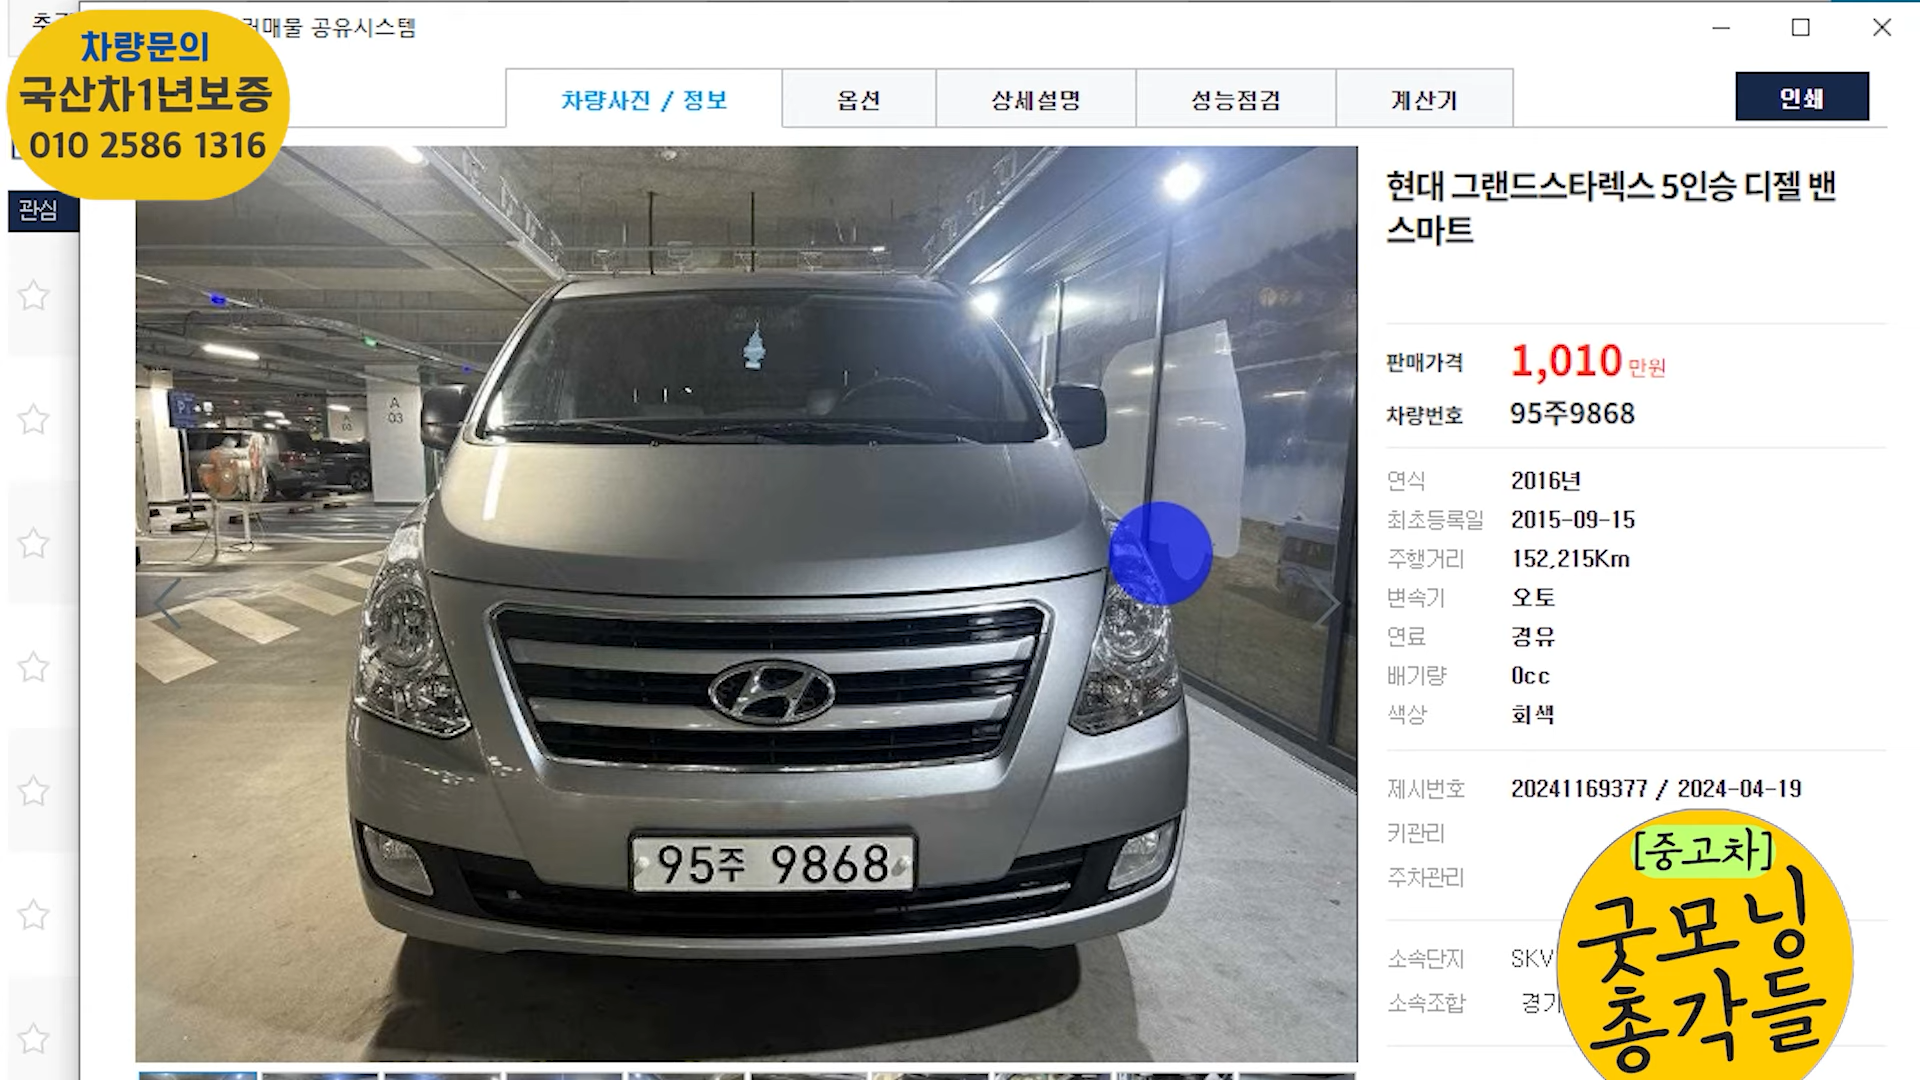 러매물 공유시스템
차량문의
국산차1년보증
010 2586 1316
차량사진 / 정보
옵션
상세설명
성능점검
계산기
인쇄
관심
현대 그랜드스타렉스 5인승 디젤 밴
스마트
판매가격 1,010 만원
차량번호 95주9868
연식 2016년
최초등록일 2015-09-15
주행거리 152,215Km
변속기 오토
연료 경유
배기량 0cc
색상 회색
제시번호 20241169377 / 2024-04-19
키관리
주차관리
소속단지 SKV
소속조합 경기
A
03
95주 9868
[중고차]
굿모닝
총각들